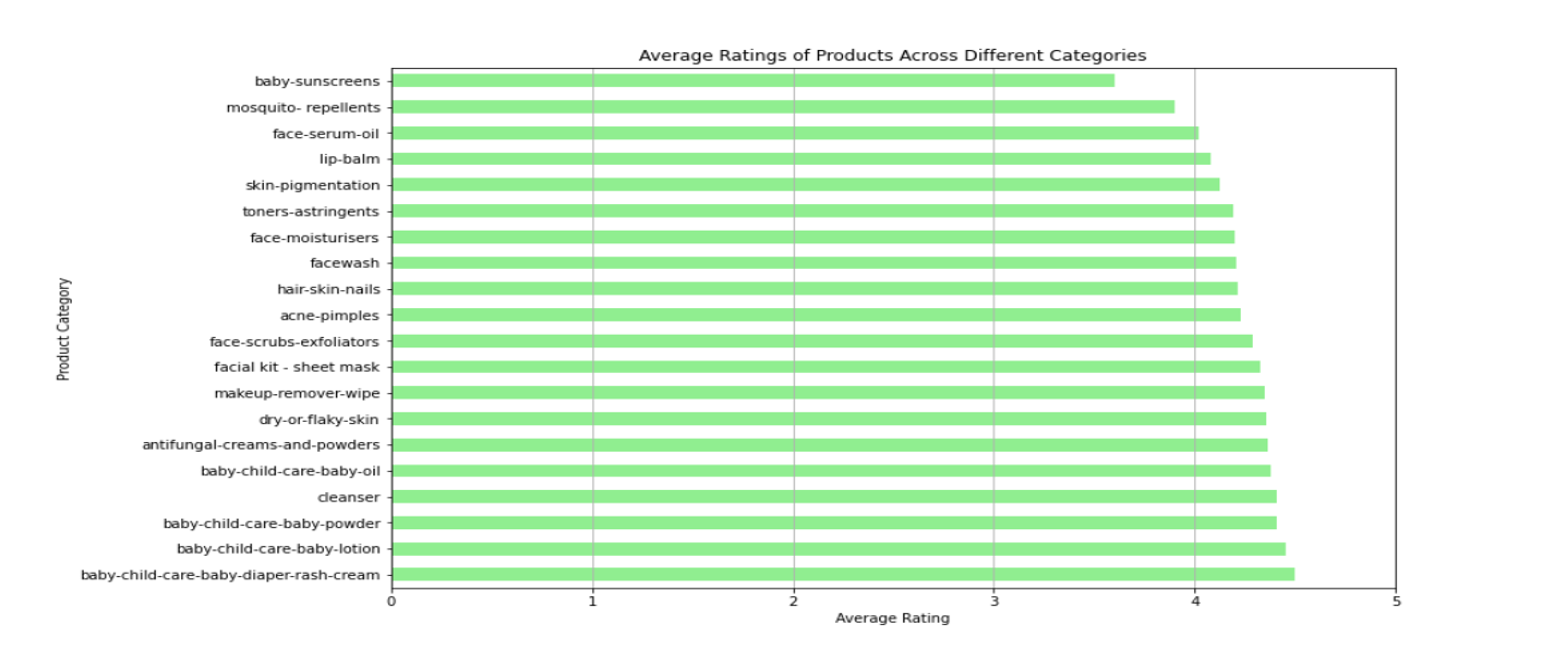 Average Ratings of Products Across Different Categories
baby-sunscreens
mosquito- repellents
face-serum-oil
lip-balm
skin-pigmentation
toners-astringents
face-moisturisers
facewash
hair-skin-nails
acne-pimples
face-scrubs-exfoliators
facial kit - sheet mask
makeup-remover-wipe
dry-or-flaky-skin
antifungal-creams-and-powders
baby-child-care-baby-oil
cleanser
baby-child-care-baby-powder
baby-child-care-baby-lotion
baby-child-care-baby-diaper-rash-cream
Product Category
0 1 2 3 4 5
Average Rating